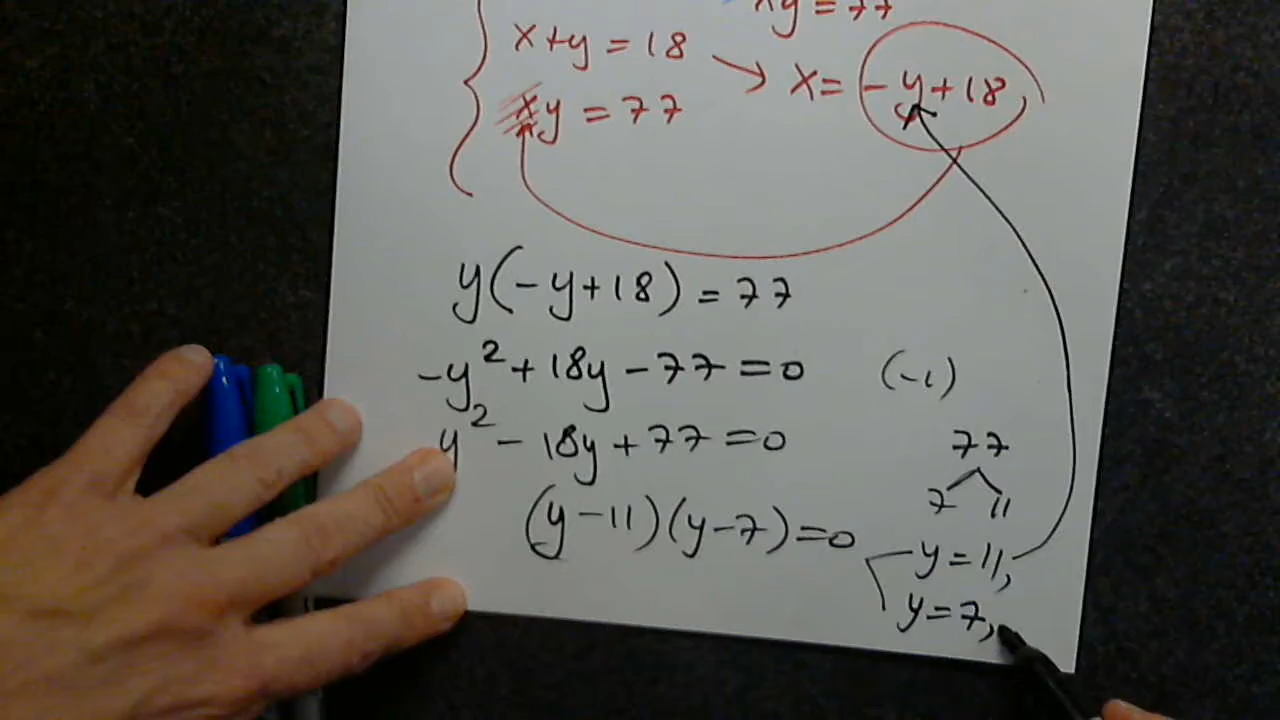 xy = 77
x+y = 18
xy = 77
x = -y+18,
y(-y+18) = 77
-y² + 18y - 77 = 0 (-1)
y² - 18y + 77 = 0
77
7 11
(y-11)(y-7)=0
y = 11,
y = 7,